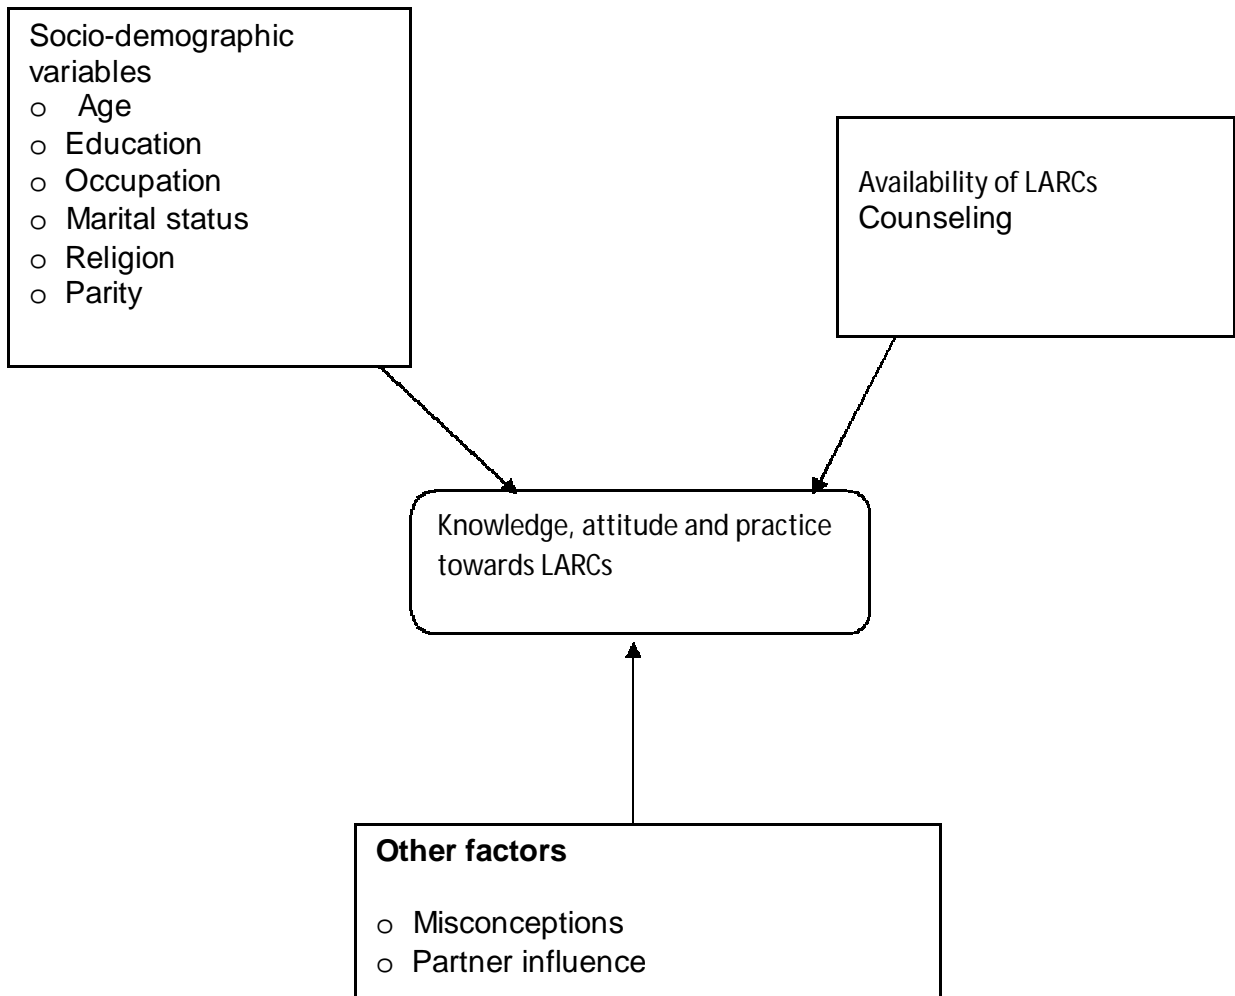 Socio-demographic
variables
o Age
o Education
o Occupation
o Marital status
o Religion
o Parity
Availability of LARCs
Counseling
Knowledge, attitude and practice
towards LARCs
Other factors
o Misconceptions
o Partner influence